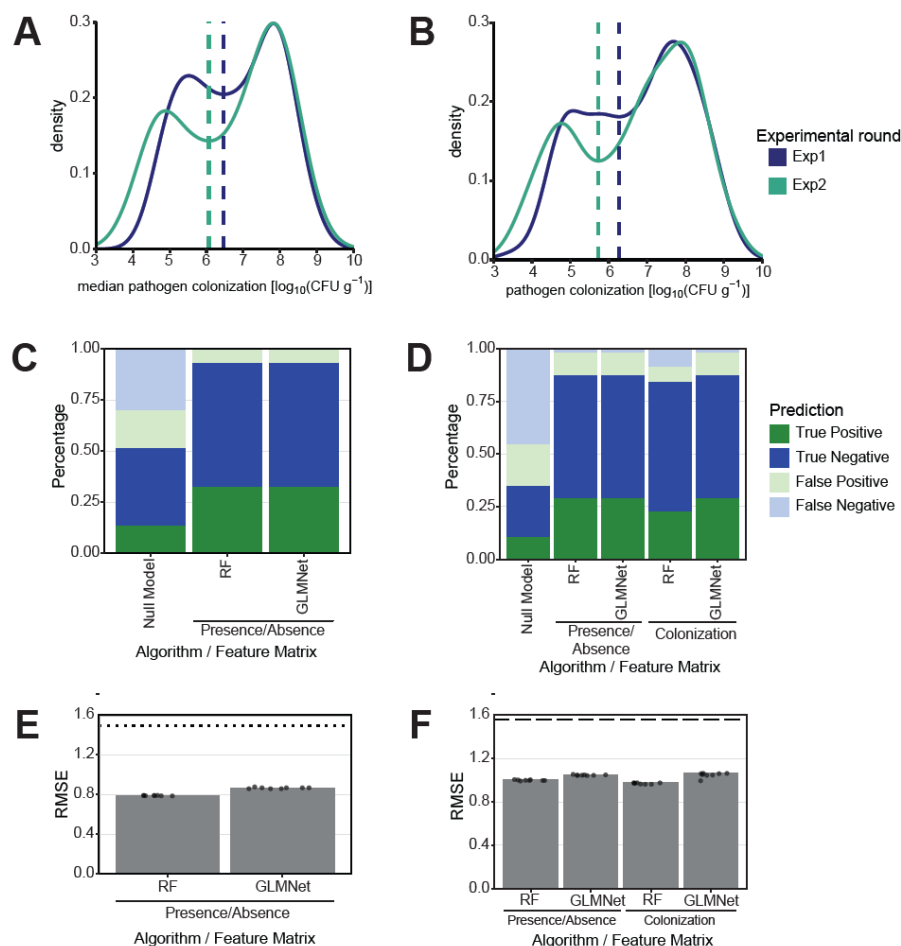 A
0.3
0.2
0.1
0.0
density
3 4 5 6 7 8 9 10
median pathogen colonization [log₁₀(CFU g⁻¹)]
B
0.3
0.2
0.1
0.0
density
3 4 5 6 7 8 9 10
pathogen colonization [log₁₀(CFU g⁻¹)]
Experimental round
Exp1
Exp2
C
1.00
0.75
0.50
0.25
0.00
Percentage
Null Model
RF
GLMNet
Presence/Absence
Algorithm / Feature Matrix
D
1.00
0.75
0.50
0.25
0.00
Percentage
Null Model
RF
GLMNet
RF
GLMNet
Presence/
Absence
Colonization
Algorithm / Feature Matrix
Prediction
True Positive
True Negative
False Positive
False Negative
E
1.6
1.2
0.8
0.4
0.0
RMSE
RF GLMNet
Presence/Absence
Algorithm / Feature Matrix
F
1.6
1.2
0.8
0.4
0.0
RMSE
RF GLMNet RF GLMNet
Presence/Absence Colonization
Algorithm / Feature Matrix